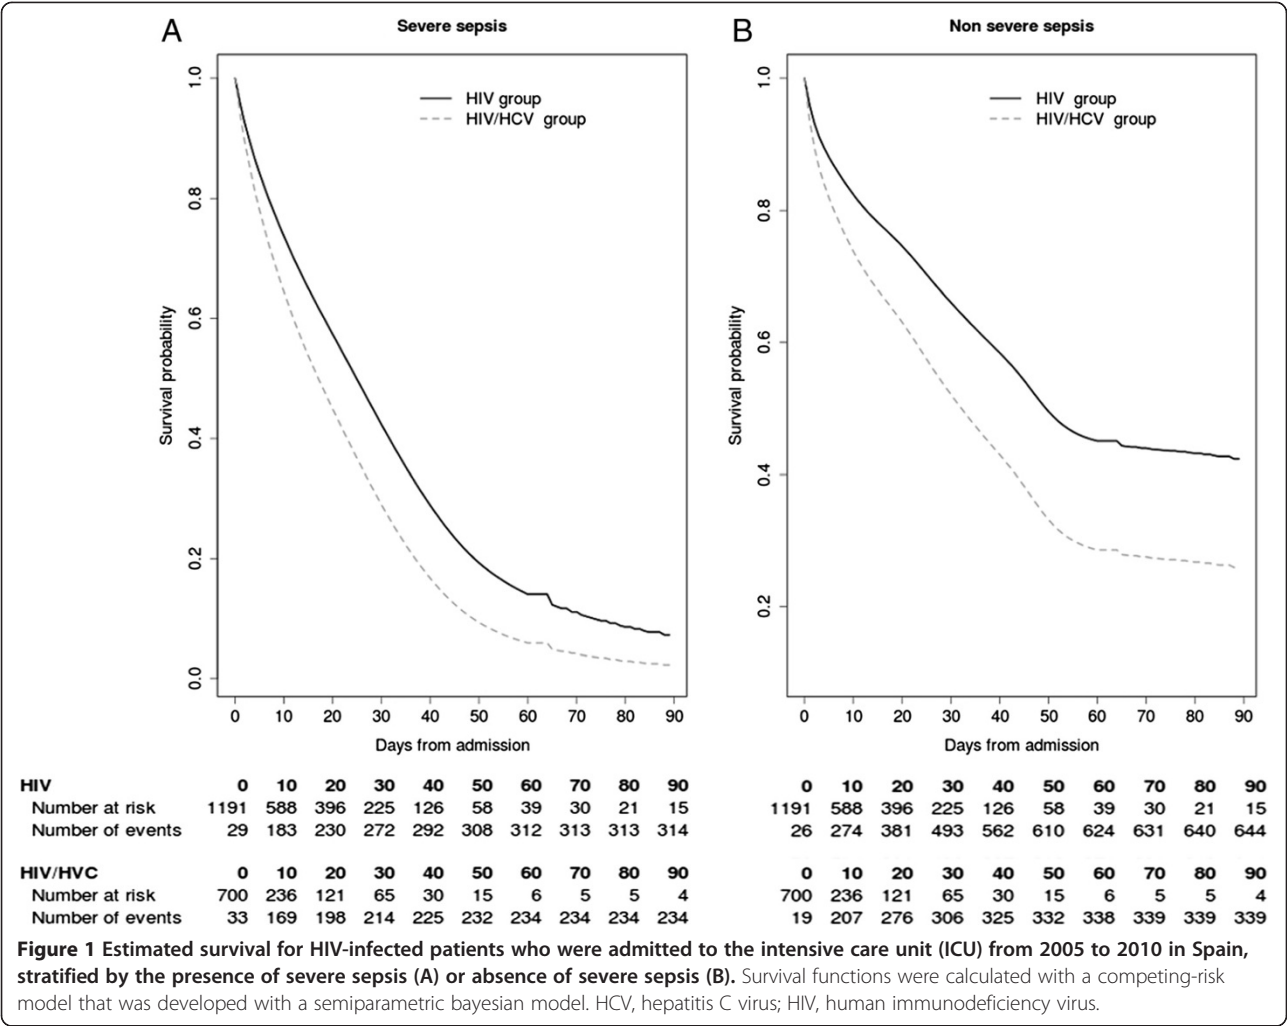 A Severe sepsis
B Non severe sepsis
HIV group
HIV/HCV group
HIV group
HIV/HCV group
Survival probability
1.0
0.8
0.6
0.4
0.2
0.0
0 10 20 30 40 50 60 70 80 90
Days from admission
Survival probability
1.0
0.8
0.6
0.4
0.2
0 10 20 30 40 50 60 70 80 90
Days from admission
HIV 0 10 20 30 40 50 60 70 80 90 0 10 20 30 40 50 60 70 80 90
Number at risk 1191 588 396 225 126 58 39 30 21 15 1191 588 396 225 126 58 39 30 21 15
Number of events 29 183 230 272 292 308 312 313 313 314 26 274 381 493 562 610 624 631 640 644
HIV/HVC 0 10 20 30 40 50 60 70 80 90 0 10 20 30 40 50 60 70 80 90
Number at risk 700 236 121 65 30 15 6 5 5 4 700 236 121 65 30 15 6 5 5 4
Number of events 33 169 198 214 225 232 234 234 234 234 19 207 276 306 325 332 338 339 339 339
Figure 1 Estimated survival for HIV-infected patients who were admitted to the intensive care unit (ICU) from 2005 to 2010 in Spain,
stratified by the presence of severe sepsis (A) or absence of severe sepsis (B). Survival functions were calculated with a competing-risk
model that was developed with a semiparametric bayesian model. HCV, hepatitis C virus; HIV, human immunodeficiency virus.